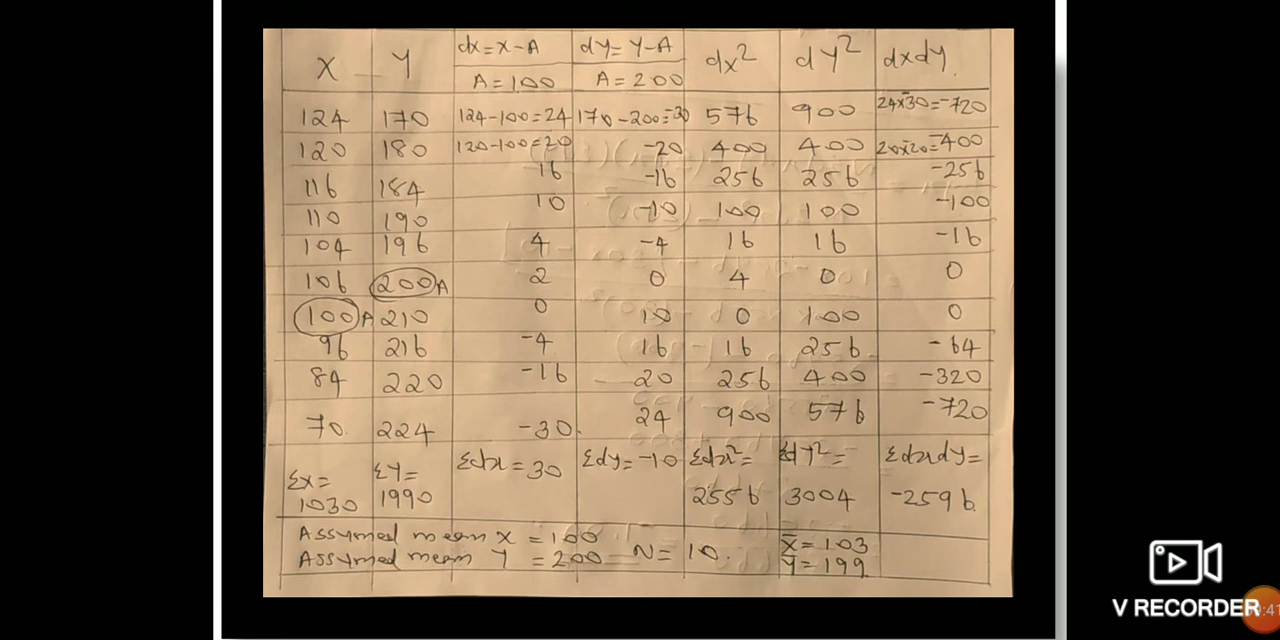 X Y dx=x-A dy=y-A dx² dy² dxdy
A=100 A=200
124 170 124-100=24 170-200=-30 576 900 24x-30=-720
120 180 120-100=20 -20 400 400 20x-20=-400
116 184 16 -16 256 256 -256
110 190 10 -10 100 100 -100
104 196 4 -4 16 16 -16
106 200 A 2 0 4 0 0
100 A 210 0 10 0 100 0
96 216 -4 16 16 256 -64
84 220 -16 20 256 400 -320
70 224 -30 24 900 576 -720
Σx= ΣY= Σdx=30 Σdy=-10 Σdx²= ΣdY²= Σdxdy=
1030 1990 2556 3004 -2596
Assumed mean X = 100 N=10. X̄=103
Assumed mean Y = 200 Ȳ=199
V RECORDER